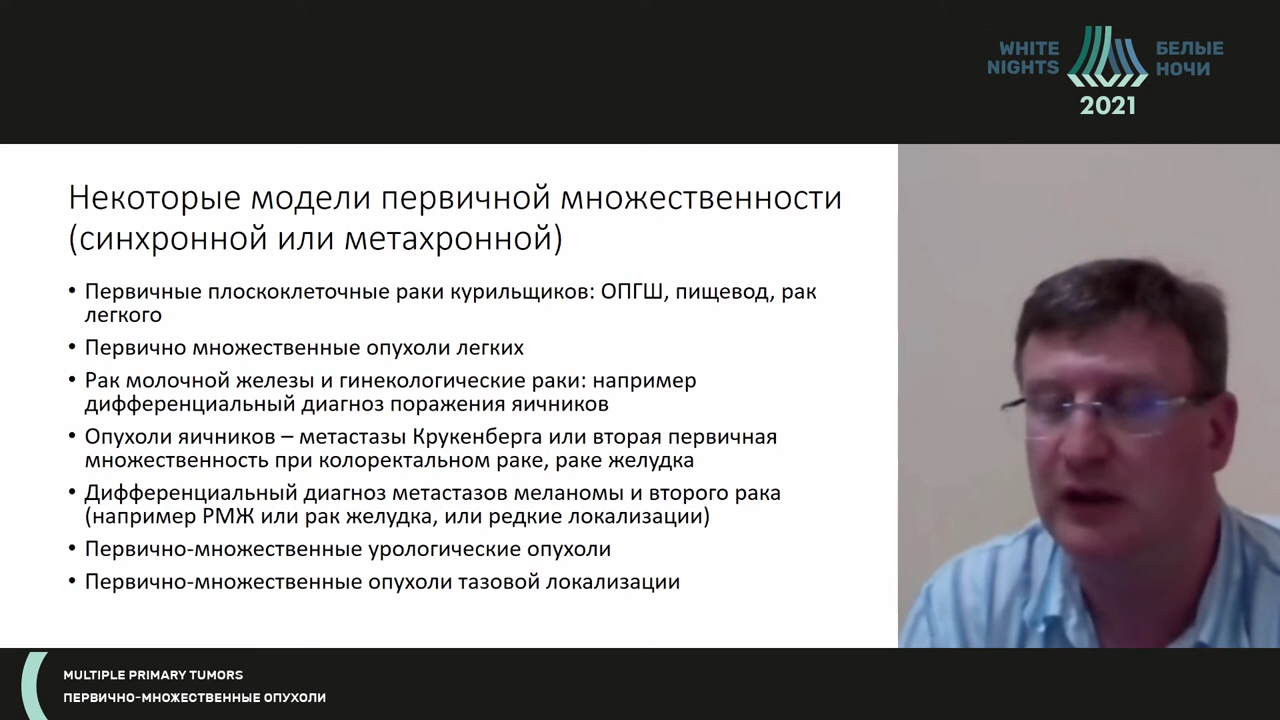 WHITE NIGHTS
БЕЛЫЕ НОЧИ
2021
Некоторые модели первичной множественности
(синхронной или метахронной)
• Первичные плоскоклеточные раки курильщиков: ОПГШ, пищевод, рак
легкого
• Первично множественные опухоли легких
• Рак молочной железы и гинекологические раки: например
дифференциальный диагноз поражения яичников
• Опухоли яичников – метастазы Крукенберга или вторая первичная
множественность при колоректальном раке, раке желудка
• Дифференциальный диагноз метастазов меланомы и второго рака
(например РМЖ или рак желудка, или редкие локализации)
• Первично-множественные урологические опухоли
• Первично-множественные опухоли тазовой локализации
MULTIPLE PRIMARY TUMORS
ПЕРВИЧНО-МНОЖЕСТВЕННЫЕ ОПУХОЛИ